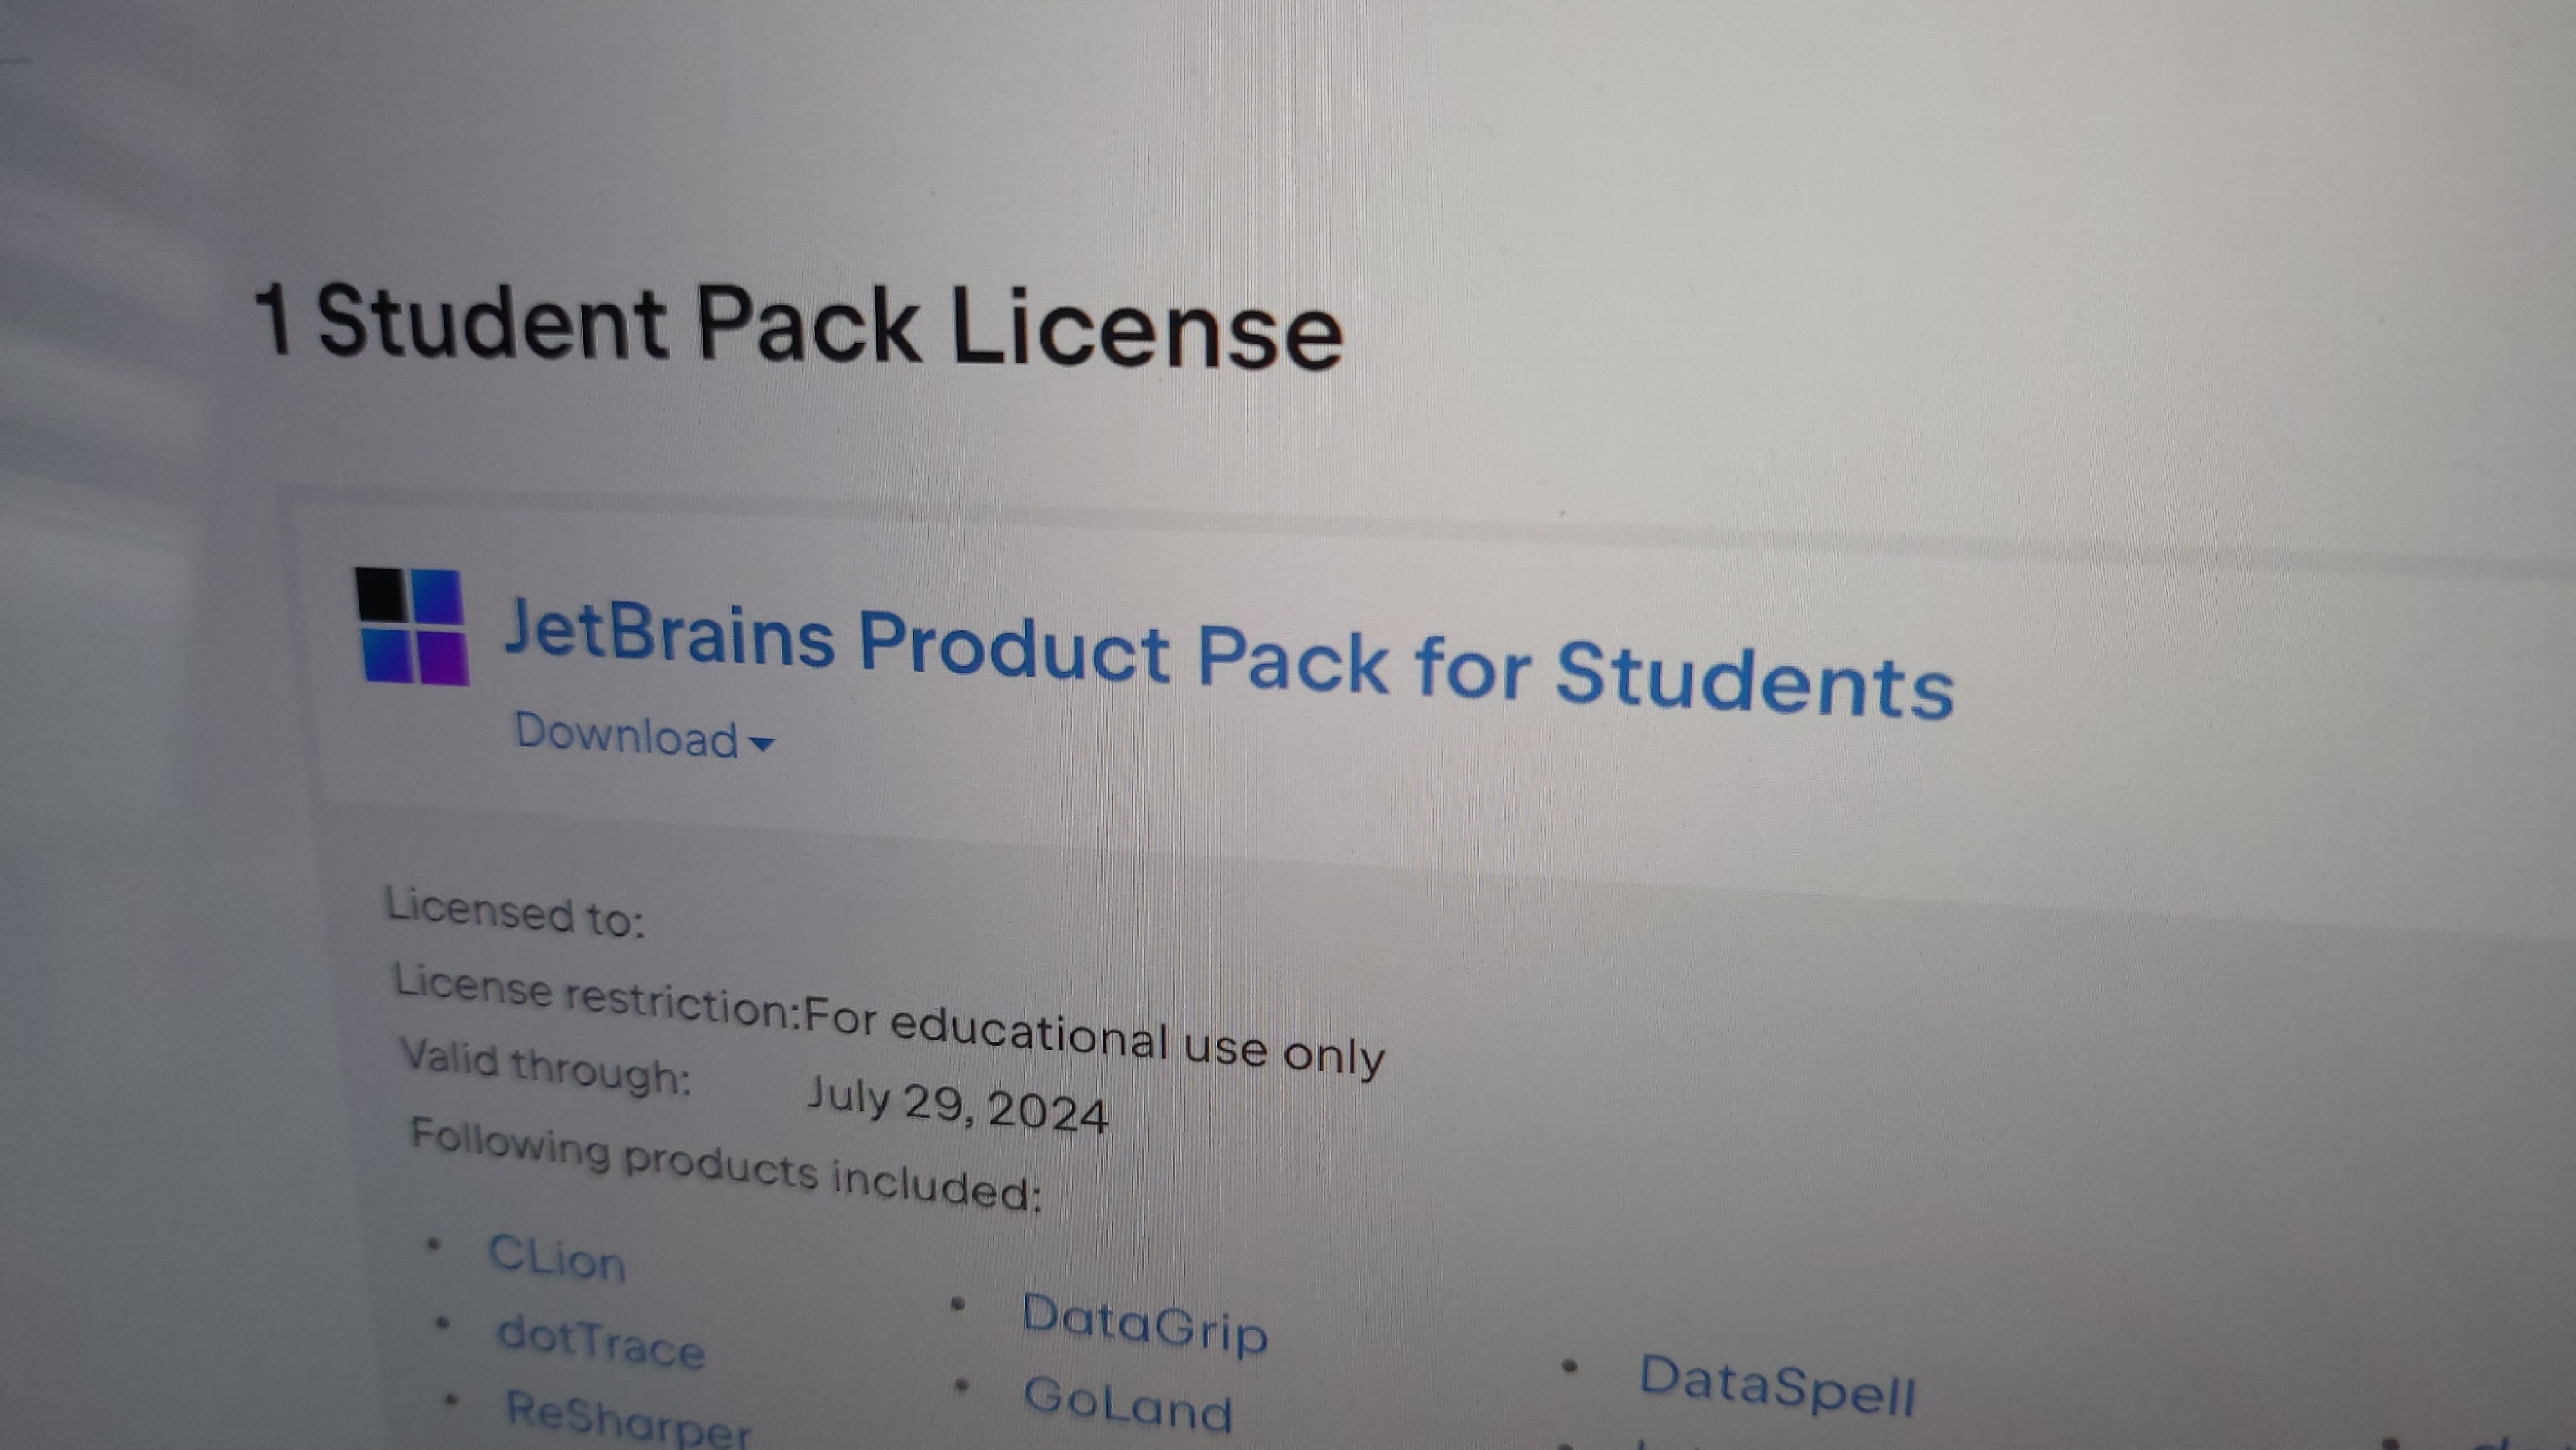 1 Student Pack License
JetBrains Product Pack for Students
Download
Licensed to:
License restriction:For educational use only
Valid through: July 29, 2024
Following products included:
CLion
DataGrip
DataSpell
dotTrace
GoLand
ReSharper